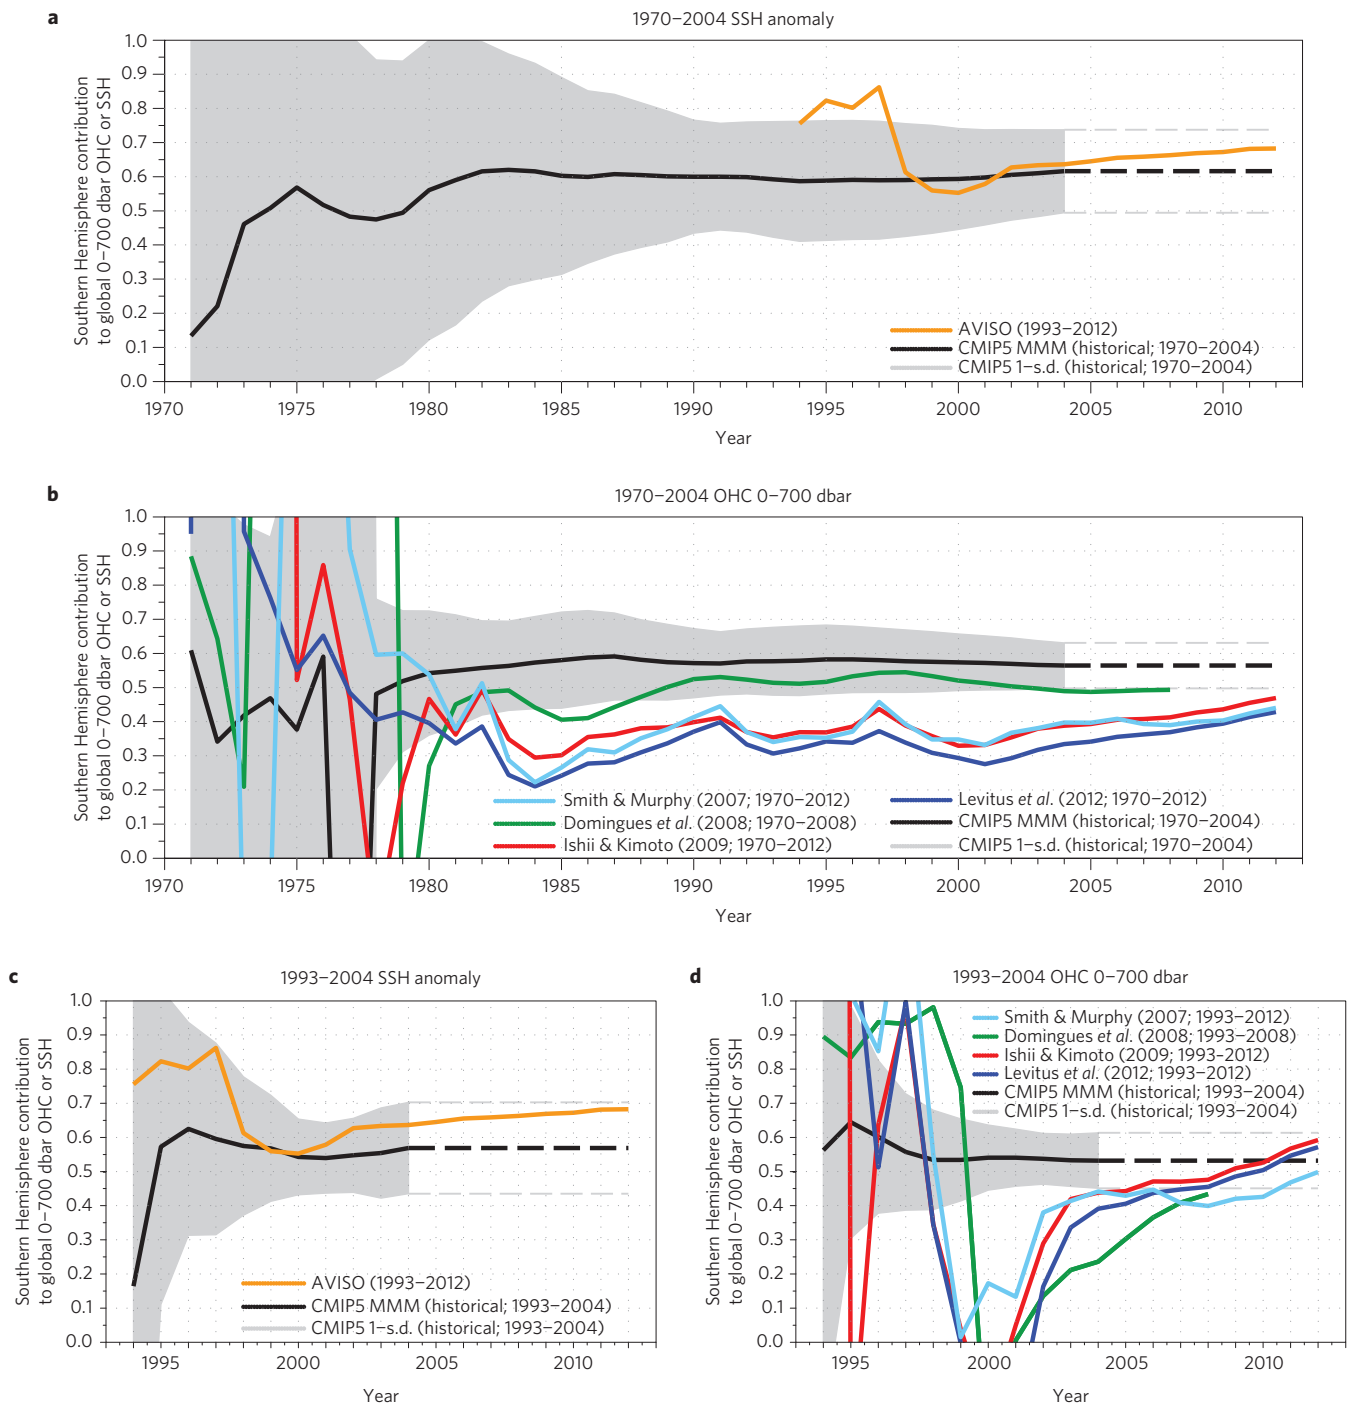 a
1970–2004 SSH anomaly
Southern Hemisphere contribution
to global 0–700 dbar OHC or SSH
1.0
0.9
0.8
0.7
0.6
0.5
0.4
0.3
0.2
0.1
0.0
AVISO (1993–2012)
CMIP5 MMM (historical; 1970–2004)
CMIP5 1–s.d. (historical; 1970–2004)
1970 1975 1980 1985 1990 1995 2000 2005 2010
Year
b
1970–2004 OHC 0–700 dbar
Southern Hemisphere contribution
to global 0–700 dbar OHC or SSH
1.0
0.9
0.8
0.7
0.6
0.5
0.4
0.3
0.2
0.1
0.0
Smith & Murphy (2007; 1970–2012)
Domingues et al. (2008; 1970–2008)
Ishii & Kimoto (2009; 1970–2012)
Levitus et al. (2012; 1970–2012)
CMIP5 MMM (historical; 1970–2004)
CMIP5 1–s.d. (historical; 1970–2004)
1970 1975 1980 1985 1990 1995 2000 2005 2010
Year
c
1993–2004 SSH anomaly
Southern Hemisphere contribution
to global 0–700 dbar OHC or SSH
1.0
0.9
0.8
0.7
0.6
0.5
0.4
0.3
0.2
0.1
0.0
AVISO (1993–2012)
CMIP5 MMM (historical; 1993–2004)
CMIP5 1–s.d. (historical; 1993–2004)
1995 2000 2005 2010
Year
d
1993–2004 OHC 0–700 dbar
Southern Hemisphere contribution
to global 0–700 dbar OHC or SSH
1.0
0.9
0.8
0.7
0.6
0.5
0.4
0.3
0.2
0.1
0.0
Smith & Murphy (2007; 1993–2012)
Domingues et al. (2008; 1993–2008)
Ishii & Kimoto (2009; 1993–2012)
Levitus et al. (2012; 1993–2012)
CMIP5 MMM (historical; 1993–2004)
CMIP5 1–s.d. (historical; 1993–2004)
1995 2000 2005 2010
Year